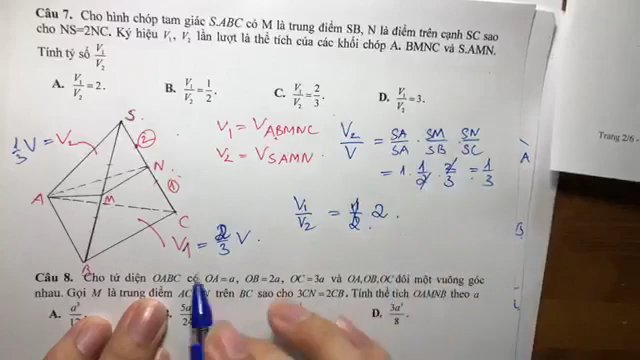 Câu 7. Cho hình chóp tam giác S.ABC có M là trung điểm SB, N là điểm trên cạnh SC sao
cho NS=2NC. Ký hiệu V₁, V₂ lần lượt là thể tích của các khối chóp A.BMNC và S.AMN.
Tính tỷ số V₁/V₂
A. V₁/V₂ = 2. B. V₁/V₂ = 1/2. C. V₁/V₂ = 2/3. D. V₁/V₂ = 3.
S
1/3 V = V₂
2
N
1
A
M
C
B
V₁ = 2/3 V.
V₁ = V_ABMNC
V₂ = V_SAMN
V₂/V = SA/SA . SM/SB . SN/SC
= 1 . 1/2 . 2/3 = 1/3
V₁/V₂ = 2.
Trang 2/6 -
A
B
Câu 8. Cho tứ diện OABC có OA=a, OB=2a, OC=3a và OA,OB,OC đôi một vuông góc
nhau. Gọi M là trung điểm AC trên BC sao cho 3CN=2CB. Tính thể tích OAMNB theo a
A. D. 3a³/8.